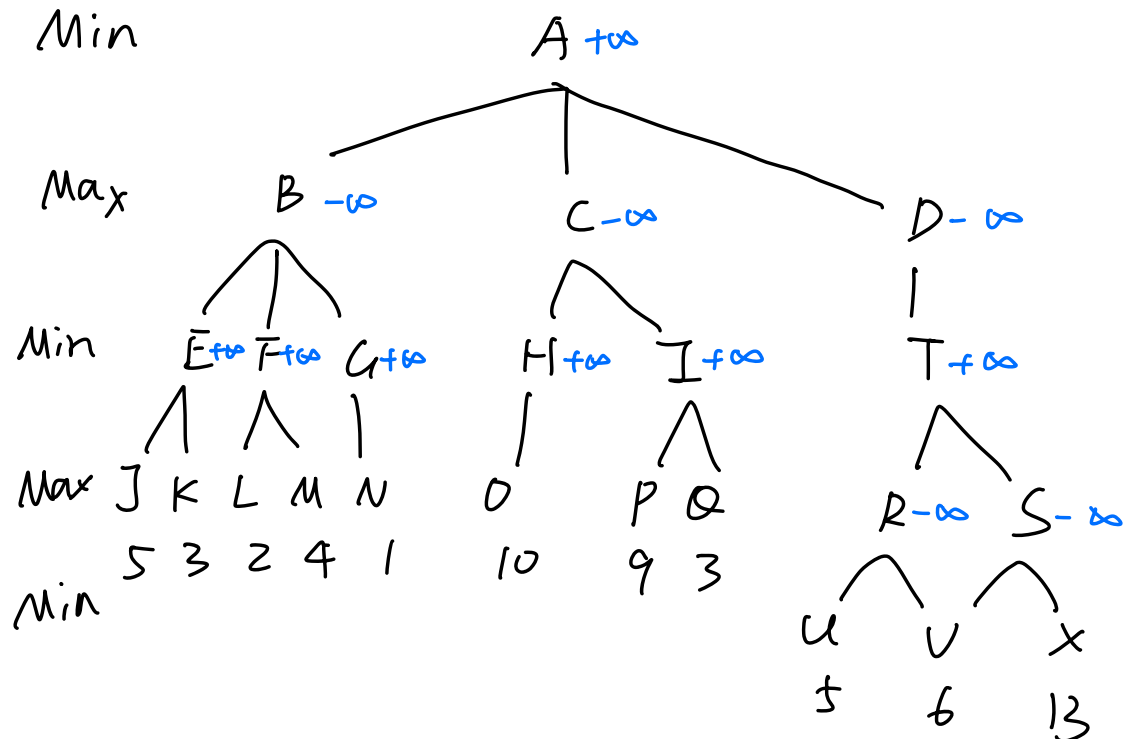 Min A +∞
Max B -∞ C -∞ D -∞
Min E +∞ F +∞ G +∞ H +∞ I +∞ T +∞
Max J K L M N O P Q R -∞ S -∞
5 3 2 4 1 10 9 3
Min U V X
5 6 13